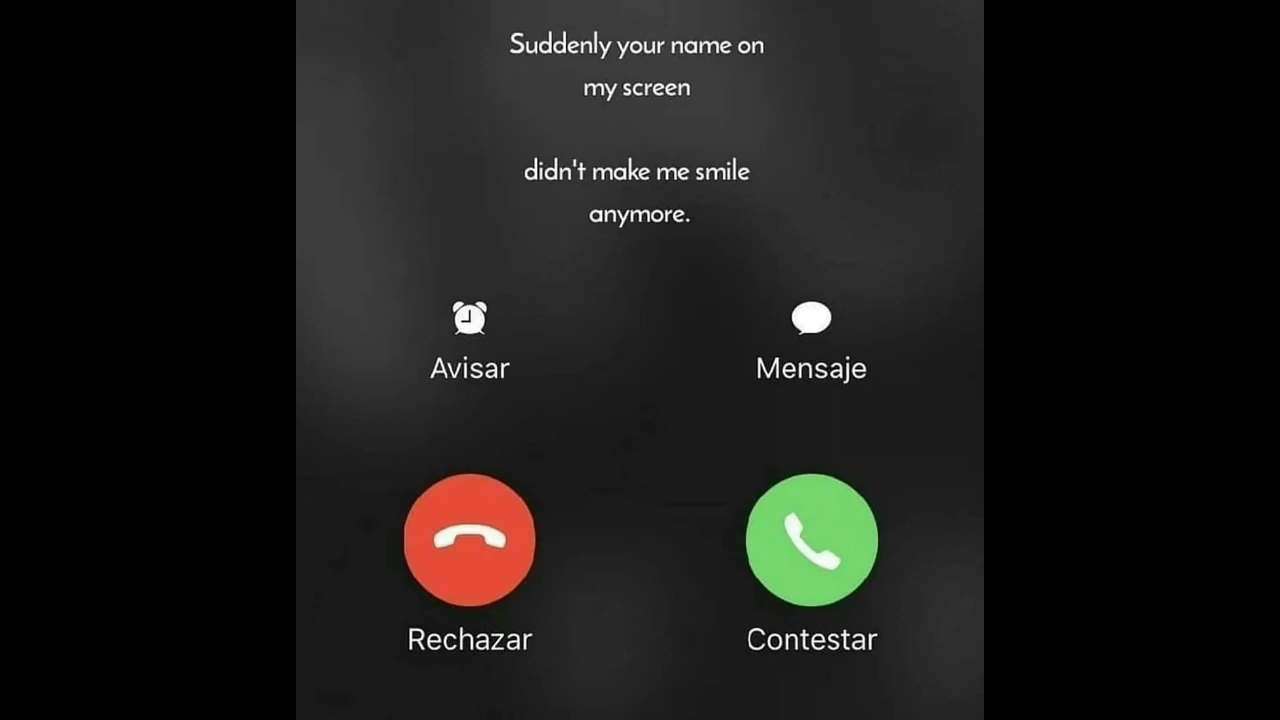 Suddenly your name on
my screen
didn't make me smile
anymore.
Avisar
Mensaje
Rechazar
Contestar